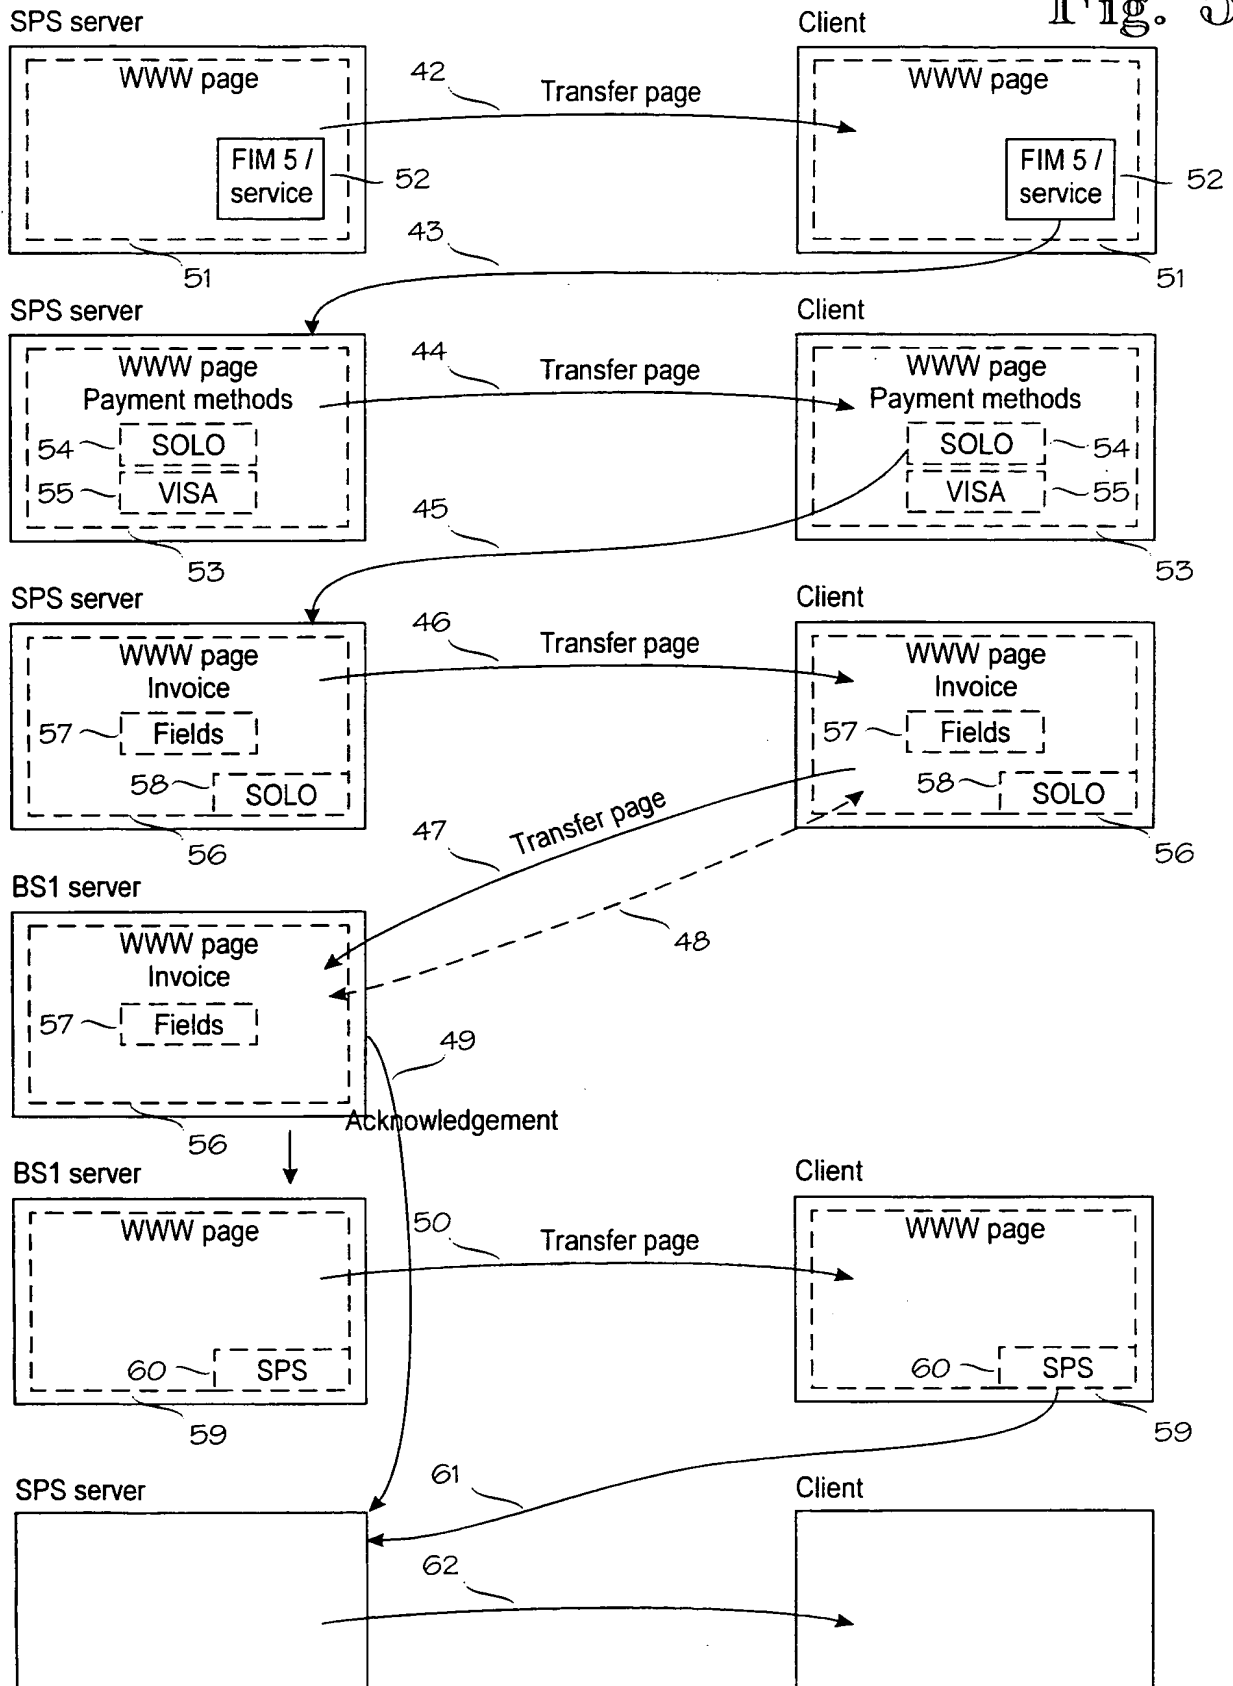 Fig. 5
SPS server
Client
WWW page
42
Transfer page
WWW page
FIM 5 /
service
52
FIM 5 /
service
52
43
51
51
SPS server
Client
WWW page
Payment methods
44
Transfer page
WWW page
Payment methods
54
SOLO
SOLO
54
55
VISA
VISA
55
45
53
53
SPS server
Client
WWW page
Invoice
46
Transfer page
WWW page
Invoice
57
Fields
57
Fields
58
SOLO
58
SOLO
47
Transfer page
56
56
BS1 server
48
WWW page
Invoice
57
Fields
49
Acknowledgement
56
BS1 server
Client
WWW page
50
Transfer page
WWW page
60
SPS
60
SPS
59
59
SPS server
61
Client
62